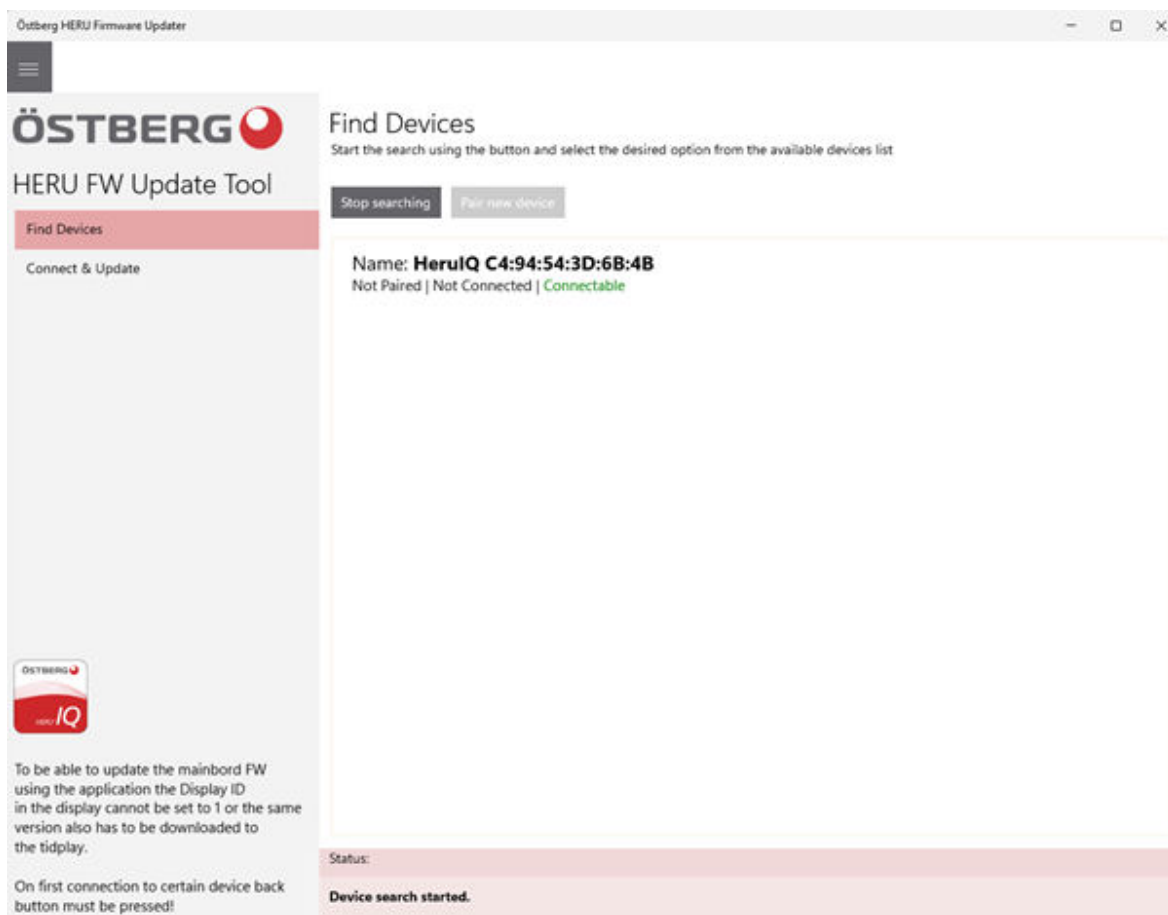 Östberg HERU Firmware Updater
ÖSTBERG
HERU FW Update Tool
Find Devices
Connect & Update
ÖSTBERG
HERU IQ
To be able to update the mainbord FW
using the application the Display ID
in the display cannot be set to 1 or the same
version also has to be downloaded to
the tidplay.
On first connection to certain device back
button must be pressed!
Find Devices
Start the search using the button and select the desired option from the available devices list
Stop searching
Pair new device
Name: HeruIQ C4:94:54:3D:6B:4B
Not Paired | Not Connected | Connectable
Status:
Device search started.